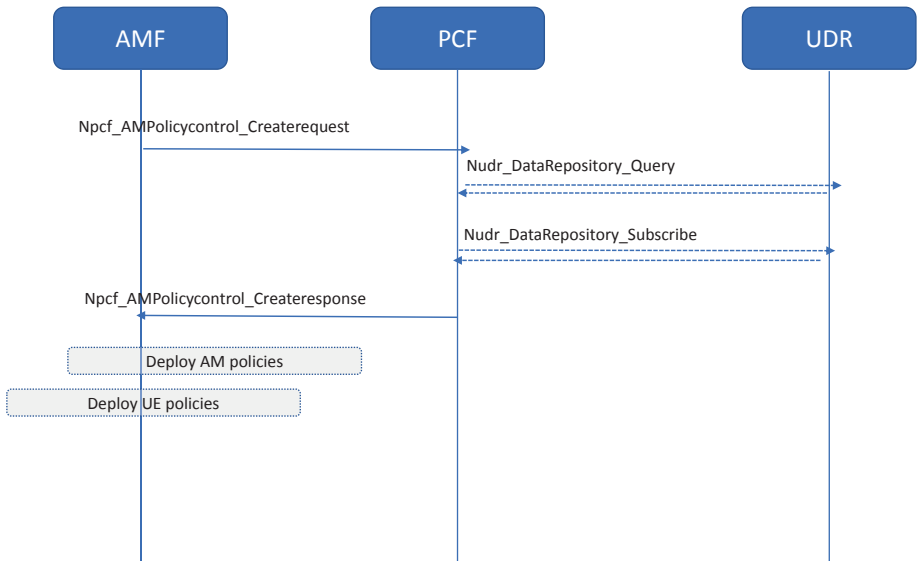 AMF
PCF
UDR
Npcf_AMPolicycontrol_Createrequest
Nudr_DataRepository_Query
Nudr_DataRepository_Subscribe
Npcf_AMPolicycontrol_Createresponse
Deploy AM policies
Deploy UE policies